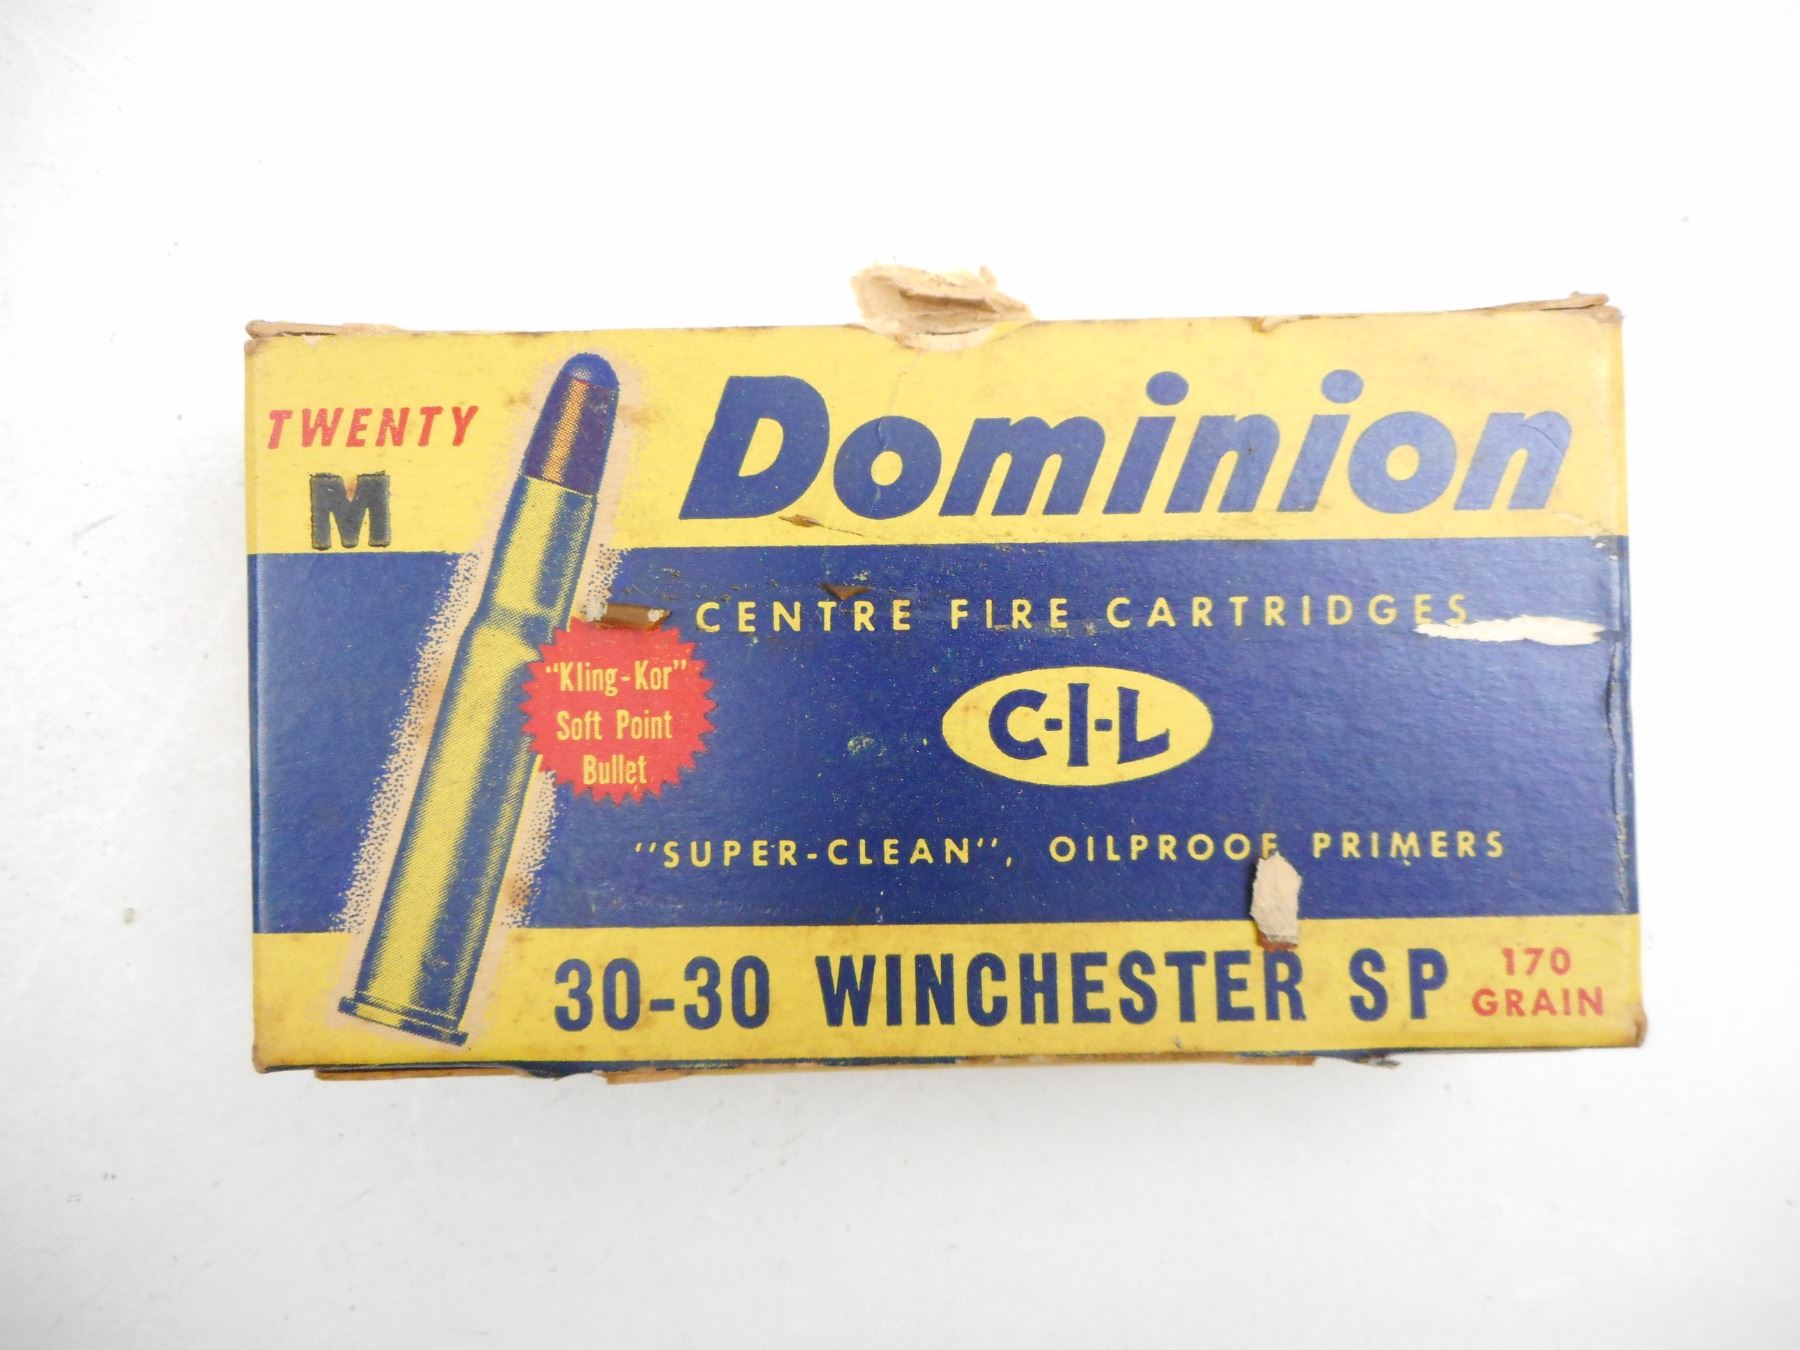 TWENTY
M
Dominion
CENTRE FIRE CARTRIDGES
"Kling-Kor"
Soft Point
Bullet
C-I-L
"SUPER-CLEAN", OILPROOF PRIMERS
30-30 WINCHESTER SP
170
GRAIN